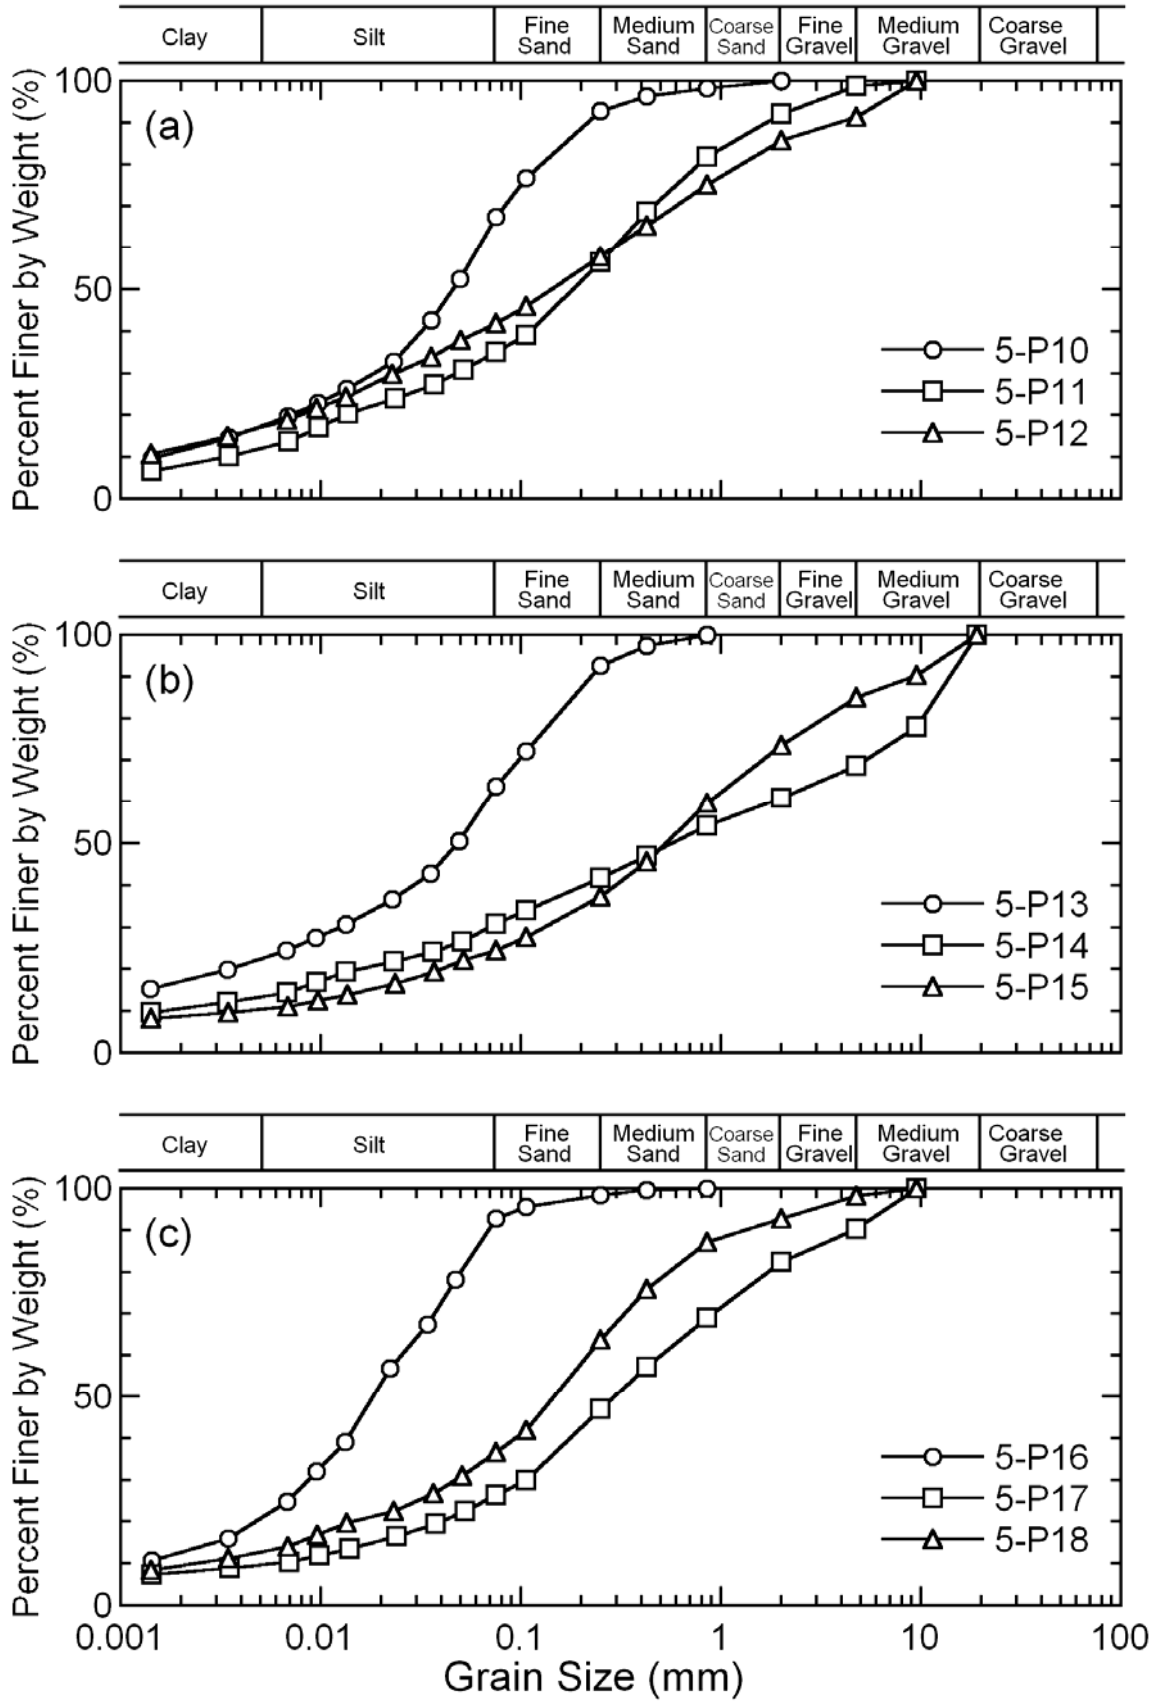 Clay Silt Fine Sand Medium Sand Coarse Sand Fine Gravel Medium Gravel Coarse Gravel
Percent Finer by Weight (%)
100
50
0
(a)
5-P10
5-P11
5-P12
Clay Silt Fine Sand Medium Sand Coarse Sand Fine Gravel Medium Gravel Coarse Gravel
Percent Finer by Weight (%)
100
50
0
(b)
5-P13
5-P14
5-P15
Clay Silt Fine Sand Medium Sand Coarse Sand Fine Gravel Medium Gravel Coarse Gravel
Percent Finer by Weight (%)
100
50
0
(c)
5-P16
5-P17
5-P18
0.001 0.01 0.1 1 10 100
Grain Size (mm)